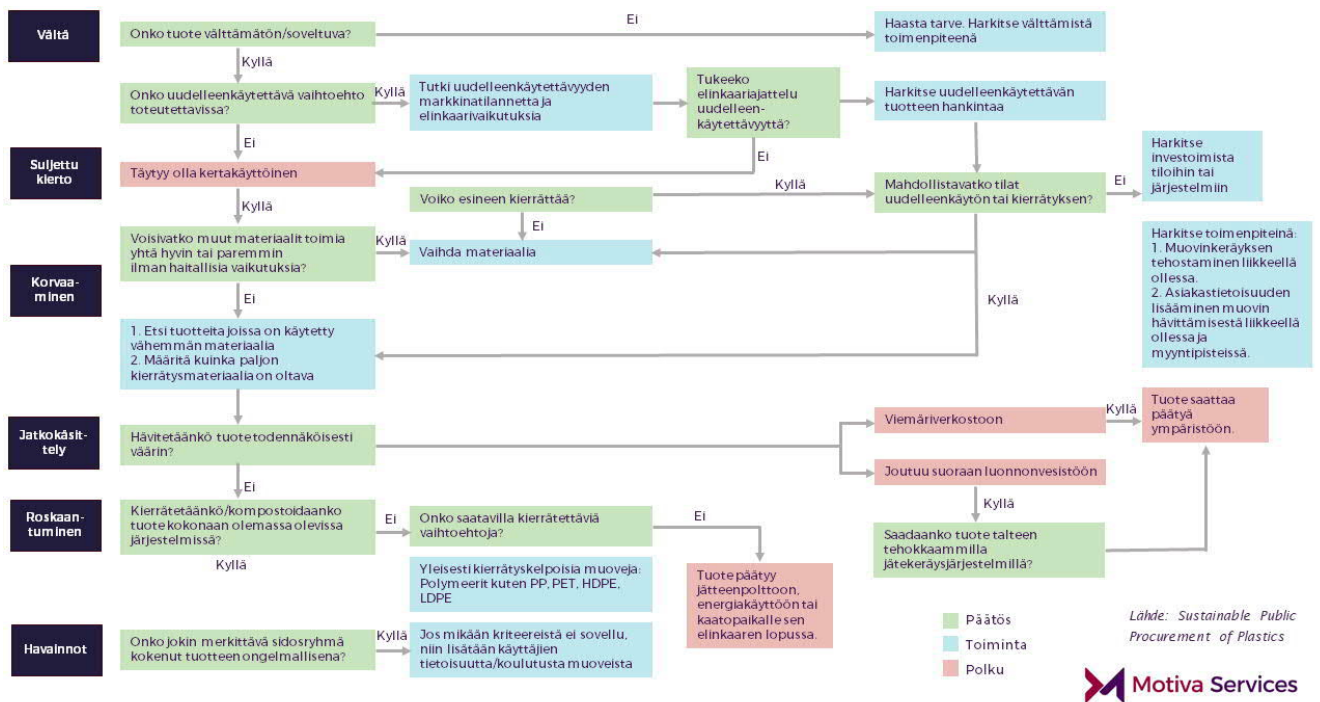 Vältä
Onko tuote välttämätön/soveltuva?
Ei
Haasta tarve. Harkitse välttämistä
toimenpiteenä
Kyllä
Onko uudelleenkäytettävä vaihtoehto
toteutettavissa?
Kyllä
Tutki uudelleenkäytettävyyden
markkinatilannetta ja
elinkaarivaikutuksia
Tukeeko
elinkaariajattelu
uudelleen-
käytettävyyttä?
Harkitse uudelleenkäytettävän
tuotteen hankintaa
Ei
Ei
Suljettu
kierto
Täytyy olla kertakäyttöinen
Kyllä
Voiko esineen kierrättää?
Kyllä
Mahdollistavatko tilat
uudelleenkäytön tai kierrätyksen?
Ei
Harkitse
investoimista
tiloihin tai
järjestelmiin
Ei
Korvaa-
minen
Voisivatko muut materiaalit toimia
yhtä hyvin tai paremmin
ilman haitallisia vaikutuksia?
Kyllä
Vaihda materiaalia
Harkitse toimenpiteinä:
1. Muovinkeräyksen
tehostaminen liikkeellä
ollessa.
2. Asiakastietoisuuden
lisääminen muovin
hävittämisestä liikkeellä
ollessa ja
myyntipisteissä.
Ei
Kyllä
1. Etsi tuotteita joissa on käytetty
vähemmän materiaalia
2. Määritä kuinka paljon
kierrätysmateriaalia on oltava
Jatkokäsit-
tely
Hävitetäänkö tuote todennäköisesti
väärin?
Viemäriverkostoon
Kyllä
Tuote saattaa
päätyä
ympäristöön.
Joutuu suoraan luonnonvesistöön
Ei
Kyllä
Roskaan-
tuminen
Kierrätetäänkö/kompostoidaanko
tuote kokonaan olemassa olevissa
järjestelmissä?
Ei
Onko saatavilla kierrätettäviä
vaihtoehtoja?
Ei
Saadaanko tuote talteen
tehokkaammilla
jätekeräysjärjestelmillä?
Kyllä
Yleisesti kierrätyskelpoisia muoveja:
Polymeerit kuten PP, PET, HDPE,
LDPE
Tuote päätyy
jätteenpolttoon,
energiakäyttöön tai
kaatopaikalle sen
elinkaaren lopussa.
Havainnot
Onko jokin merkittävä sidosryhmä
kokenut tuotteen ongelmallisena?
Kyllä
Jos mikään kriteereistä ei sovellu,
niin lisätään käyttäjien
tietoisuutta/koulutusta muoveista
Päätös
Toiminta
Polku
Lähde: Sustainable Public
Procurement of Plastics
Motiva Services